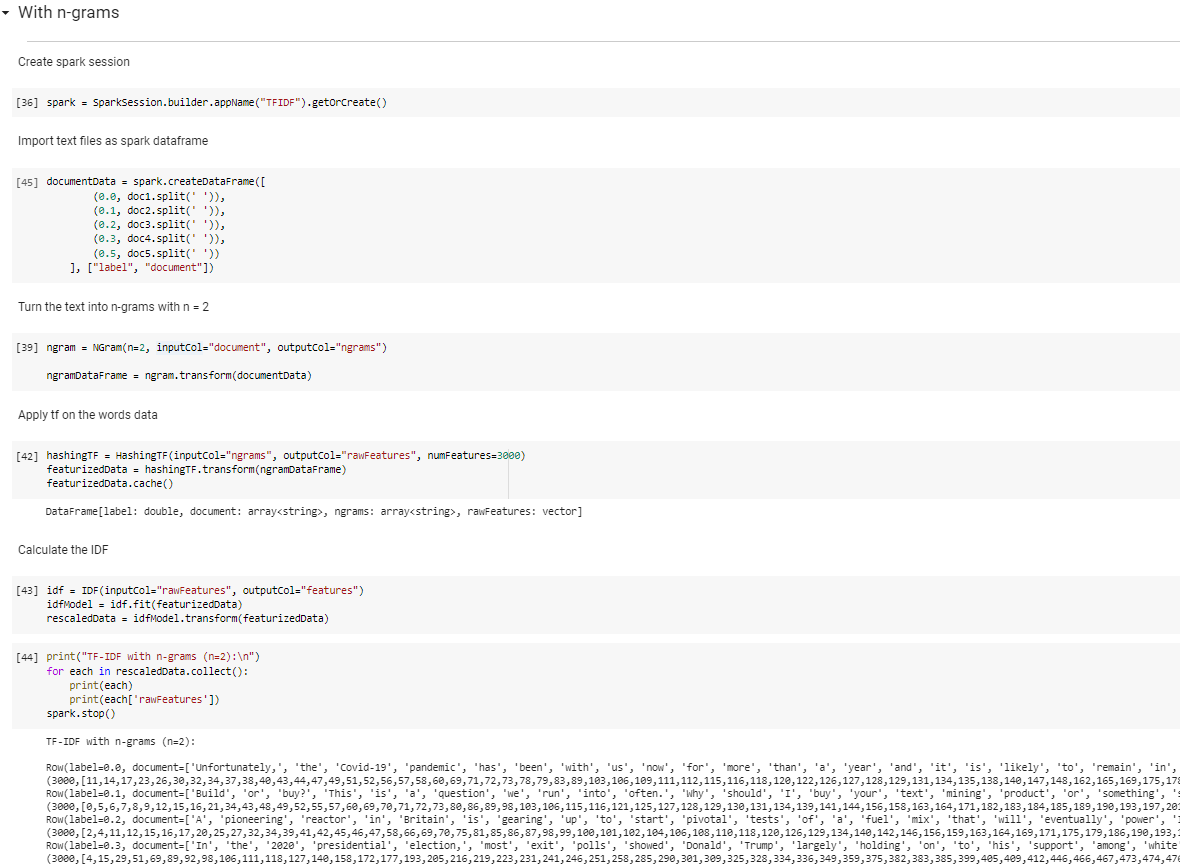 With n-grams
Create spark session
[36] spark = SparkSession.builder.appName("TFIDF").getOrCreate()
Import text files as spark dataframe
[45] documentData = spark.createDataFrame([
(0.0, doc1.split(' ')),
(0.1, doc2.split(' ')),
(0.2, doc3.split(' ')),
(0.3, doc4.split(' ')),
(0.5, doc5.split(' '))
], ["label", "document"])
Turn the text into n-grams with n = 2
[39] ngram = NGram(n=2, inputCol="document", outputCol="ngrams")
ngramDataFrame = ngram.transform(documentData)
Apply tf on the words data
[42] hashingTF = HashingTF(inputCol="ngrams", outputCol="rawFeatures", numFeatures=3000)
featurizedData = hashingTF.transform(ngramDataFrame)
featurizedData.cache()
DataFrame[label: double, document: array<string>, ngrams: array<string>, rawFeatures: vector]
Calculate the IDF
[43] idf = IDF(inputCol="rawFeatures", outputCol="features")
idfModel = idf.fit(featurizedData)
rescaledData = idfModel.transform(featurizedData)
[44] print("TF-IDF with n-grams (n=2):\n")
for each in rescaledData.collect():
print(each)
print(each['rawFeatures'])
spark.stop()
TF-IDF with n-grams (n=2):
Row(label=0.0, document=['Unfortunately,', 'the', 'Covid-19', 'pandemic', 'has', 'been', 'with', 'us', 'now', 'for', 'more', 'than', 'a', 'year', 'and', 'it', 'is', 'likely', 'to', 'remain', 'in',
(3000,[11,14,17,23,26,30,32,34,37,38,40,43,44,47,49,51,52,56,57,58,60,69,71,72,73,78,79,83,89,103,106,109,111,112,115,116,118,120,122,126,127,128,129,131,134,135,138,140,147,148,162,165,169,175,178
Row(label=0.1, document=['Build', 'or', 'buy?', 'This', 'is', 'a', 'question', 'we', 'run', 'into', 'often.', 'Why', 'should', 'I', 'buy', 'your', 'text', 'mining', 'product', 'or', 'something', 's
(3000,[0,5,6,7,8,9,12,15,16,21,34,43,48,49,52,55,57,60,69,70,71,72,73,80,86,89,98,103,106,115,116,121,125,127,128,129,130,131,134,139,141,144,156,158,163,164,171,182,183,184,185,189,190,193,197,201
Row(label=0.2, document=['A', 'pioneering', 'reactor', 'in', 'Britain', 'is', 'gearing', 'up', 'to', 'start', 'pivotal', 'tests', 'of', 'a', 'fuel', 'mix', 'that', 'will', 'eventually', 'power',
(3000,[2,4,11,12,15,16,17,20,25,27,32,34,39,41,42,45,46,47,58,66,69,70,75,81,85,86,87,98,99,100,101,102,104,106,108,110,118,120,126,129,134,140,142,146,156,159,163,164,169,171,175,179,186,190,193,1
Row(label=0.3, document=['In', 'the', '2020', 'presidential', 'election,', 'most', 'exit', 'polls', 'showed', 'Donald', 'Trump', 'largely', 'holding', 'on', 'to', 'his', 'support', 'among', 'white
(3000,[4,15,29,51,69,89,92,98,106,111,118,127,140,158,172,177,193,205,216,219,223,231,241,246,251,258,285,290,301,309,325,328,334,336,349,359,375,382,383,385,399,405,409,412,446,466,467,473,474,47